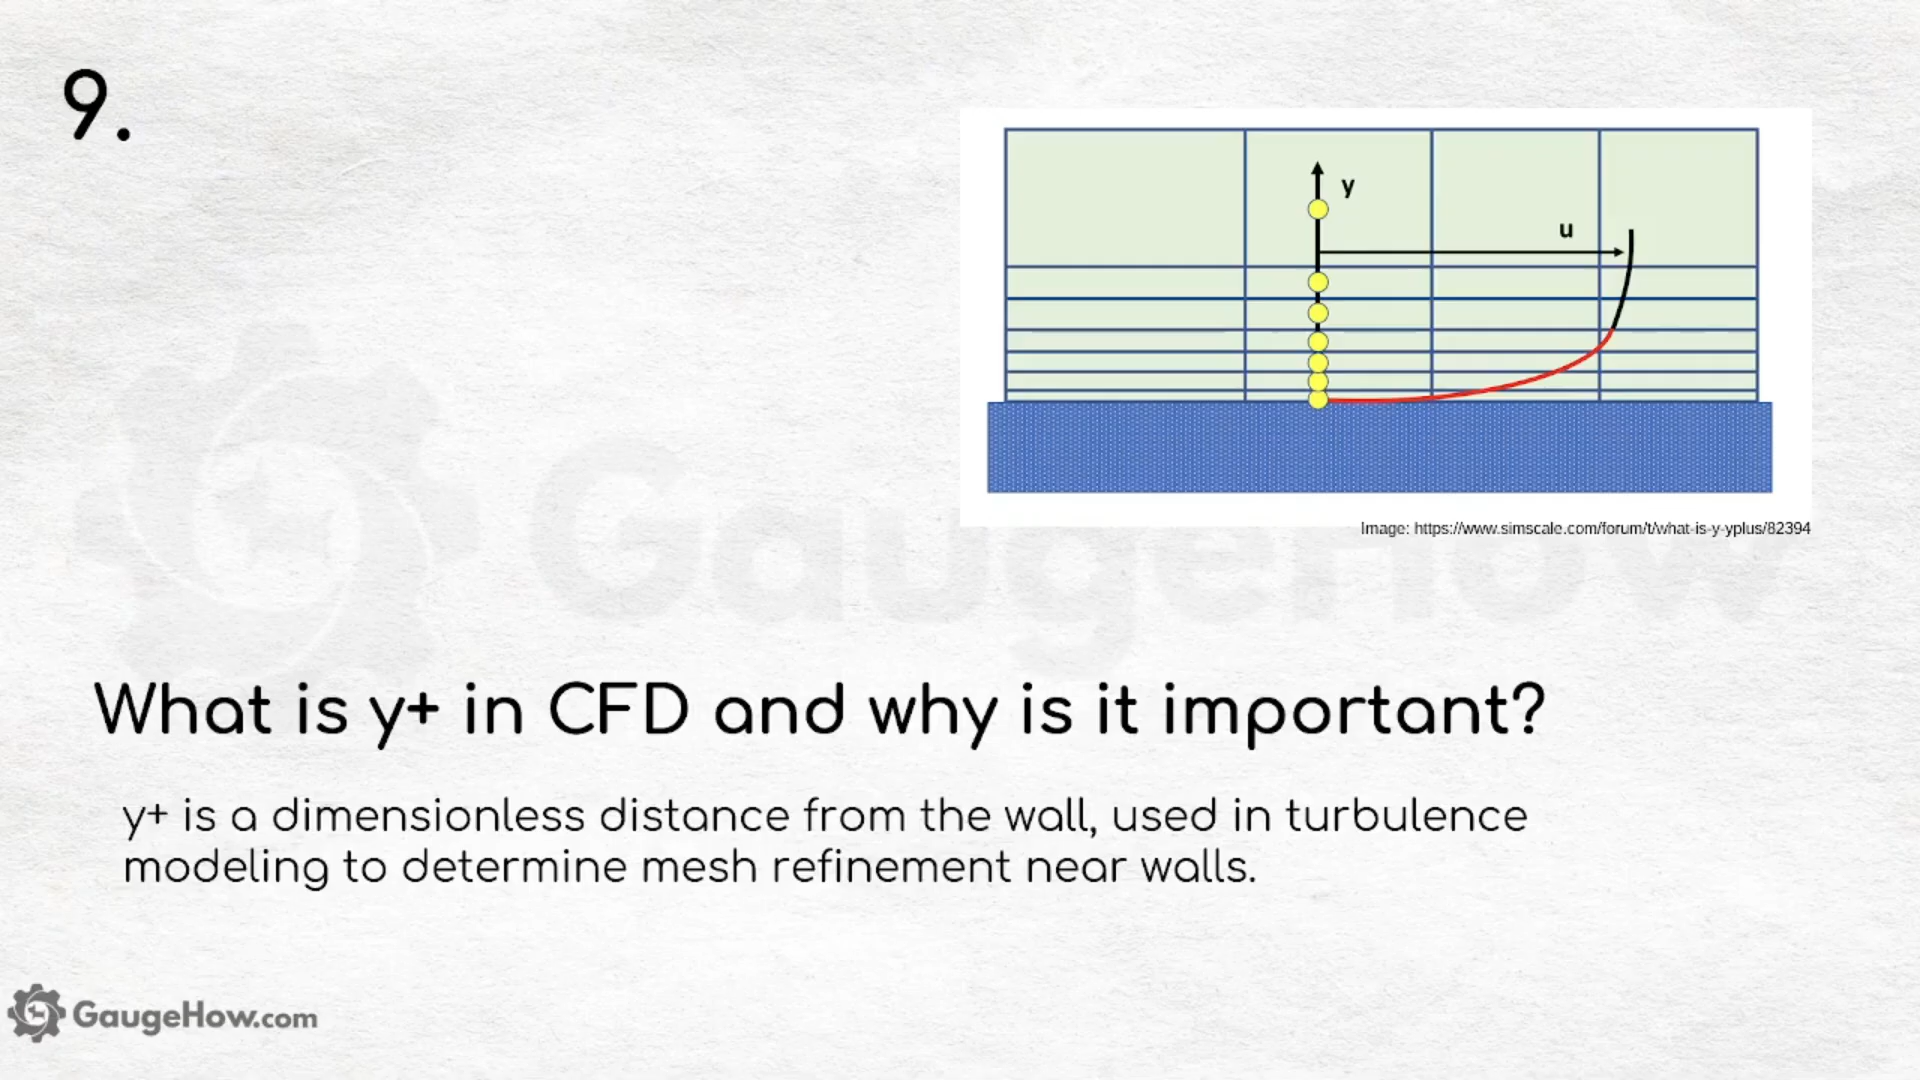 9.
y
u
Image: https://www.simscale.com/forum/t/what-is-y-yplus/82394
GaugeHow
What is y+ in CFD and why is it important?
y+ is a dimensionless distance from the wall, used in turbulence
modeling to determine mesh refinement near walls.
GaugeHow.com